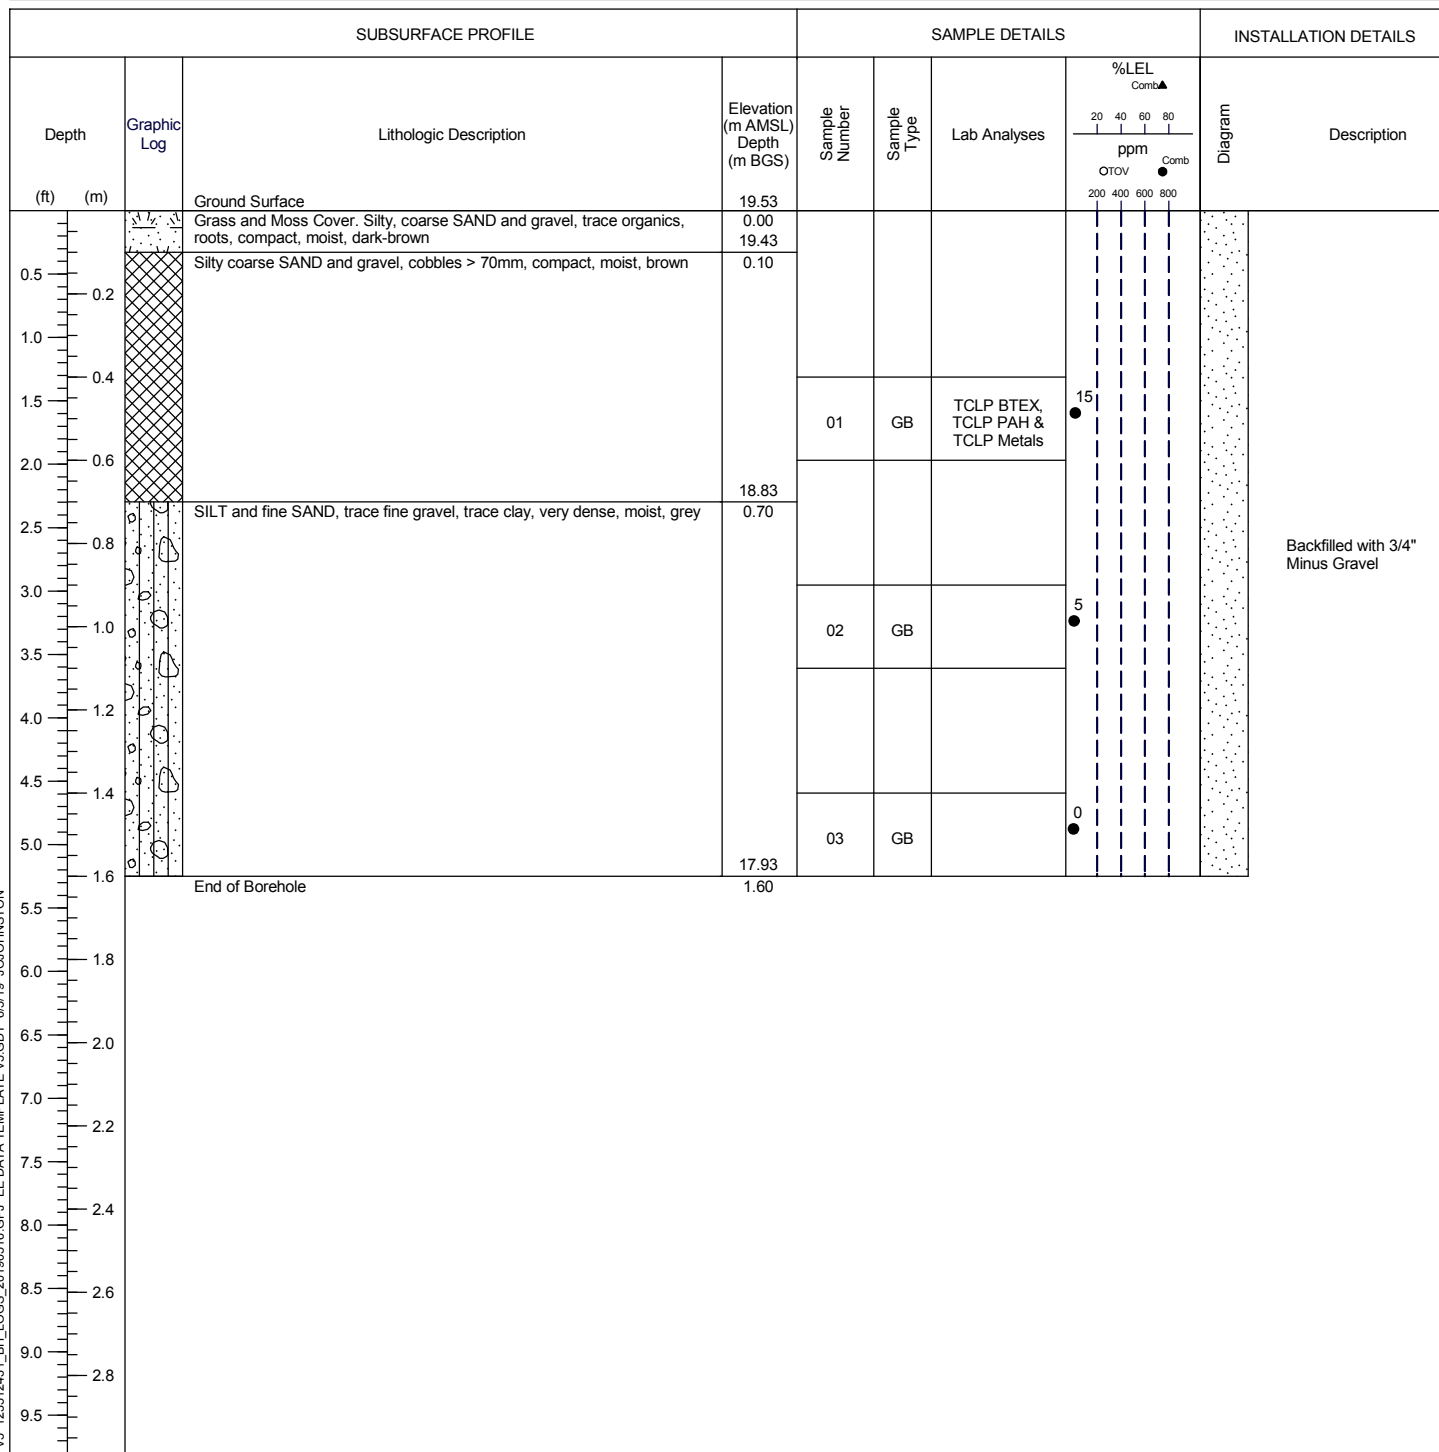 SUBSURFACE PROFILE
SAMPLE DETAILS
INSTALLATION DETAILS
Depth
(ft)
(m)
Graphic
Log
Lithologic Description
Elevation
(m AMSL)
Depth
(m BGS)
Sample
Number
Sample
Type
Lab Analyses
%LEL
Comb
20 40 60 80
ppm
TOV
Comb
200 400 600 800
Diagram
Description
Ground Surface
19.53
Grass and Moss Cover. Silty, coarse SAND and gravel, trace organics,
roots, compact, moist, dark-brown
0.00
19.43
Silty coarse SAND and gravel, cobbles > 70mm, compact, moist, brown
0.10
18.83
SILT and fine SAND, trace fine gravel, trace clay, very dense, moist, grey
0.70
17.93
End of Borehole
1.60
01
GB
TCLP BTEX,
TCLP PAH &
TCLP Metals
15
02
GB
5
03
GB
0
Backfilled with 3/4"
Minus Gravel
0.5
1.0
1.5
2.0
2.5
3.0
3.5
4.0
4.5
5.0
5.5
6.0
6.5
7.0
7.5
8.0
8.5
9.0
9.5
0.2
0.4
0.6
0.8
1.0
1.2
1.4
1.6
1.8
2.0
2.2
2.4
2.6
2.8